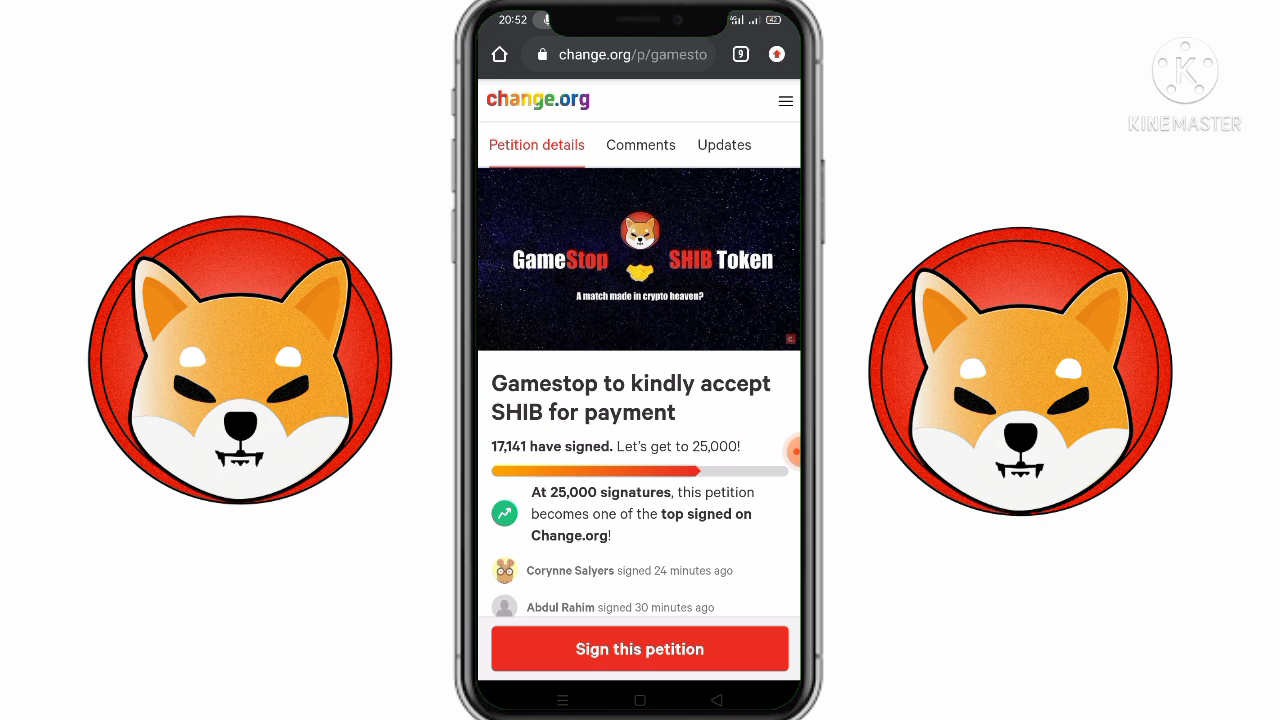 20:52
42
change.org/p/gamesto
9
change.org
Petition details Comments Updates
GameStop SHIB Token
A match made in crypto heaven?
C.
Gamestop to kindly accept
SHIB for payment
17,141 have signed. Let's get to 25,000!
At 25,000 signatures, this petition
becomes one of the top signed on
Change.org!
Corynne Salyers signed 24 minutes ago
Abdul Rahim signed 30 minutes ago
Sign this petition
K
KINEMASTER